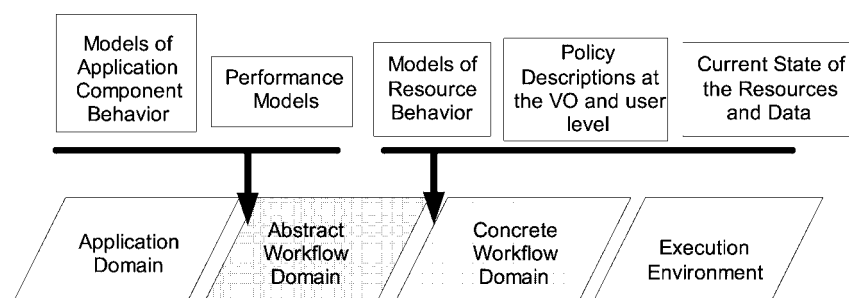 Models of
Application
Component
Behavior
Performance
Models
Models of
Resource
Behavior
Policy
Descriptions at
the VO and user
level
Current State of
the Resources
and Data
Application
Domain
Abstract
Workflow
Domain
Concrete
Workflow
Domain
Execution
Environment